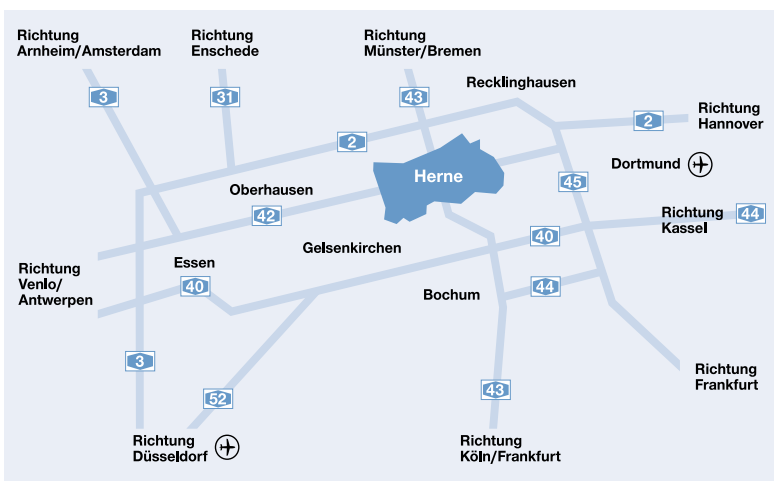 Richtung
Arnheim/Amsterdam
Richtung
Enschede
Richtung
Münster/Bremen
Recklinghausen
3
31
43
Richtung
Hannover
2
2
Dortmund
Herne
45
Oberhausen
42
Richtung
Kassel
44
40
Gelsenkirchen
Essen
Richtung
Venlo/
Antwerpen
40
44
Bochum
3
Richtung
Frankfurt
52
43
Richtung
Düsseldorf
Richtung
Köln/Frankfurt